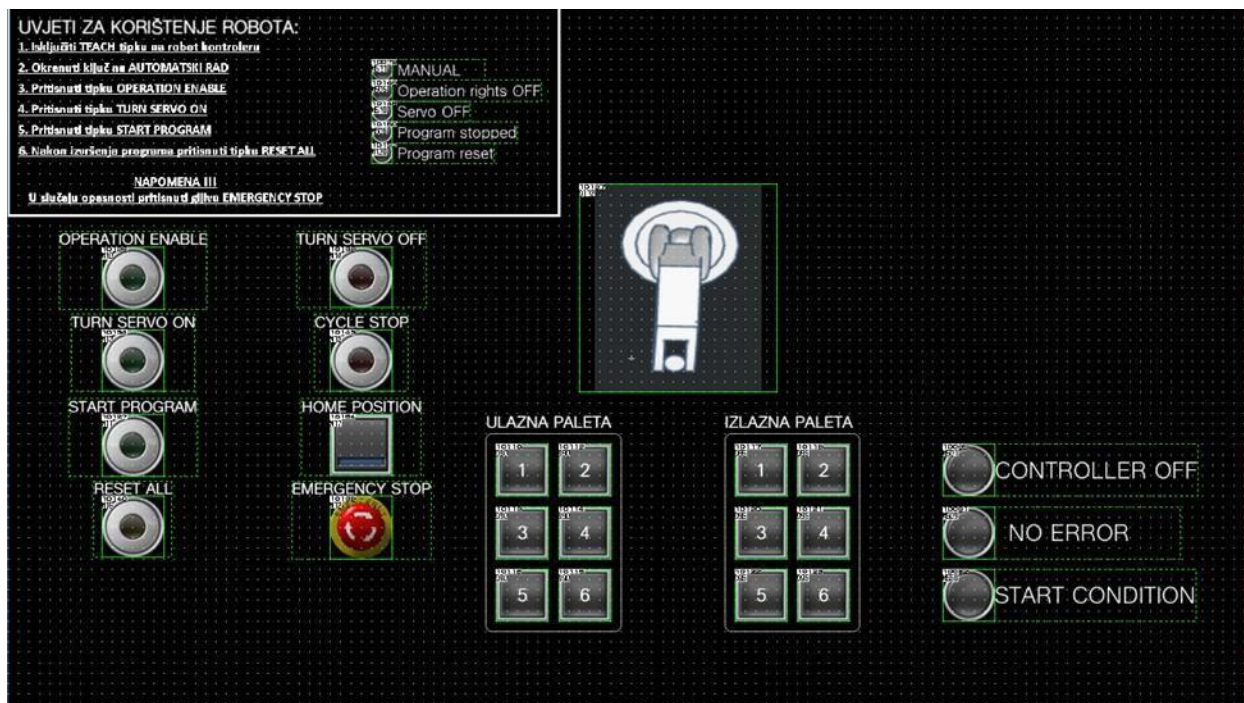 UVJETI ZA KORIŠTENJE ROBOTA:
1. Isključiti TEACH tipku na robot kontroleru
2. Okrenuti ključ na AUTOMATSKI RAD
3. Pritisnuti tipku OPERATION ENABLE
4. Pritisnuti tipku TURN SERVO ON
5. Pritisnuti tipku START PROGRAM
6. Nakon izvršenja programa pritisnuti tipku RESET ALL
MANUAL
Operation rights OFF
Servo OFF
Program stopped
Program reset
NAPOMENA !!!
U slučaju opasnosti pritisnuti gljivu EMERGENCY STOP
OPERATION ENABLE
TURN SERVO OFF
TURN SERVO ON
CYCLE STOP
START PROGRAM
HOME POSITION
RESET ALL
EMERGENCY STOP
ULAZNA PALETA
1 2
3 4
5 6
IZLAZNA PALETA
1 2
3 4
5 6
CONTROLLER OFF
NO ERROR
START CONDITION